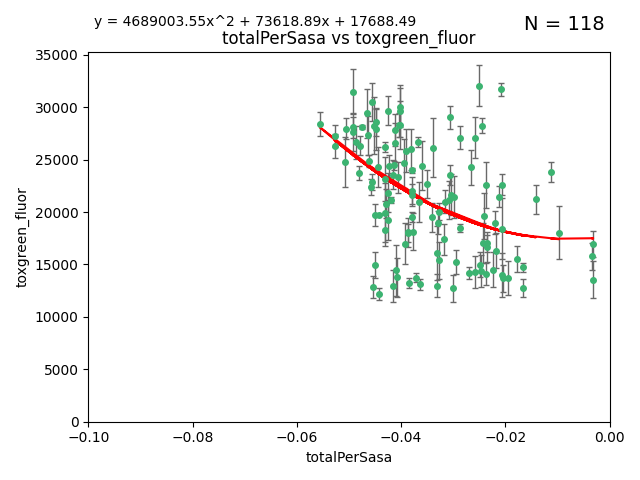 y = 4689003.55x^2 + 73618.89x + 17688.49
N = 118
totalPerSasa vs toxgreen_fluor
35000
30000
25000
20000
15000
10000
5000
0
toxgreen_fluor
−0.10 −0.08 −0.06 −0.04 −0.02 0.00
totalPerSasa